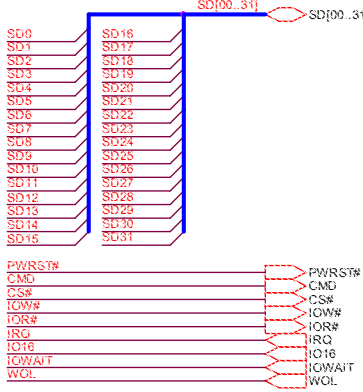 SD[00..31]
SD[00..31
SD0 SD16
SD1 SD17
SD2 SD18
SD3 SD19
SD4 SD20
SD5 SD21
SD6 SD22
SD7 SD23
SD8 SD24
SD9 SD25
SD10 SD26
SD11 SD27
SD12 SD28
SD13 SD29
SD14 SD30
SD15 SD31
PWRST# PWRST#
CMD CMD
CS# CS#
IOW# IOW#
IOR# IOR#
IRQ IRQ
IO16 IO16
IOWAIT IOWAIT
WOL WOL